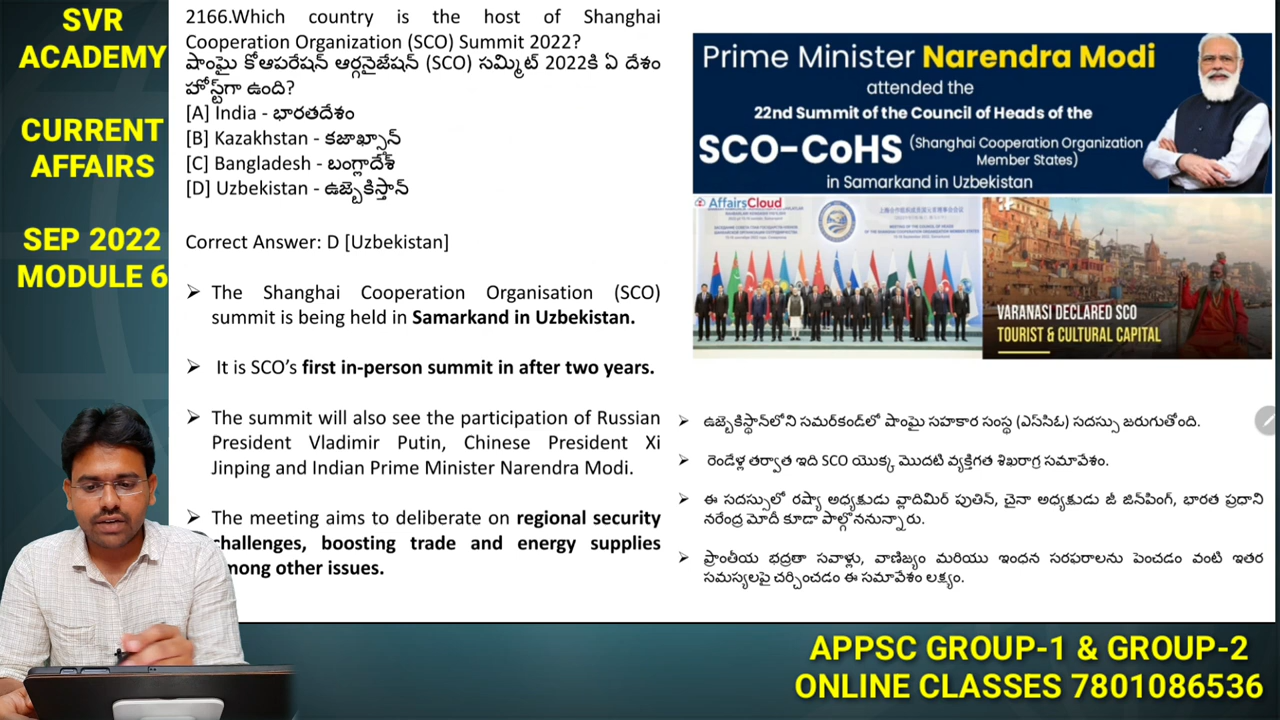 SVR
ACADEMY
CURRENT
AFFAIRS
SEP 2022
MODULE 6
2166.Which country is the host of Shanghai
Cooperation Organization (SCO) Summit 2022?
షాంఘై కోఆపరేషన్ ఆర్గనైజేషన్ (SCO) సమ్మిట్ 2022కి ఏ దేశం
హోస్ట్‌గా ఉంది?
[A] India - భారతదేశం
[B] Kazakhstan - కజాఖ్స్తాన్
[C] Bangladesh - బంగ్లాదేశ్
[D] Uzbekistan - ఉజ్బెకిస్తాన్
Correct Answer: D [Uzbekistan]
➢ The Shanghai Cooperation Organisation (SCO)
summit is being held in Samarkand in Uzbekistan.
➢ It is SCO's first in-person summit in after two years.
➢ The summit will also see the participation of Russian
President Vladimir Putin, Chinese President Xi
Jinping and Indian Prime Minister Narendra Modi.
➢ The meeting aims to deliberate on regional security
challenges, boosting trade and energy supplies
among other issues.
Prime Minister Narendra Modi
attended the
22nd Summit of the Council of Heads of the
SCO-CoHS (Shanghai Cooperation Organization
Member States)
in Samarkand in Uzbekistan
AffairsCloud
VARANASI DECLARED SCO
TOURIST & CULTURAL CAPITAL
➢ ఉజ్బెకిస్థాన్‌లోని సమర్‌కండ్‌లో షాంఘై సహకార సంస్థ (ఎస్‌సిఓ) సదస్సు జరుగుతోంది.
➢ రెండేళ్ల తర్వాత ఇది SCO యొక్క మొదటి వ్యక్తిగత శిఖరాగ్ర సమావేశం.
➢ ఈ సదస్సులో రష్యా అధ్యక్షుడు వ్లాదిమిర్ పుతిన్, చైనా అధ్యక్షుడు జీ జిన్‌పింగ్, భారత ప్రధాని
నరేంద్ర మోదీ కూడా పాల్గొననున్నారు.
➢ ప్రాంతీయ భద్రతా సవాళ్లు, వాణిజ్యం మరియు ఇంధన సరఫరాలను పెంచడం వంటి ఇతర
సమస్యలపై చర్చించడం ఈ సమావేశం లక్ష్యం.
APPSC GROUP-1 & GROUP-2
ONLINE CLASSES 7801086536